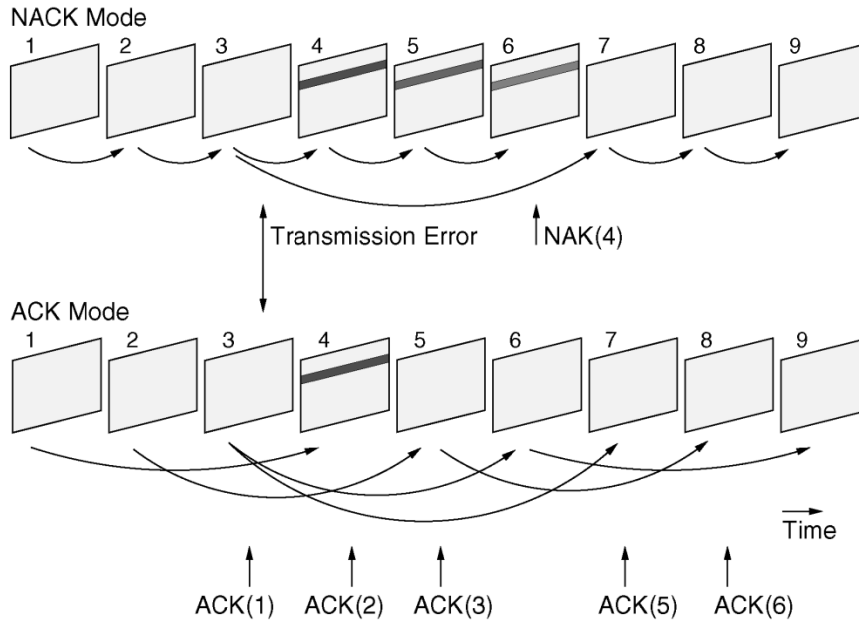 NACK Mode
1 2 3 4 5 6 7 8 9
Transmission Error NAK(4)
ACK Mode
1 2 3 4 5 6 7 8 9
Time
ACK(1) ACK(2) ACK(3) ACK(5) ACK(6)